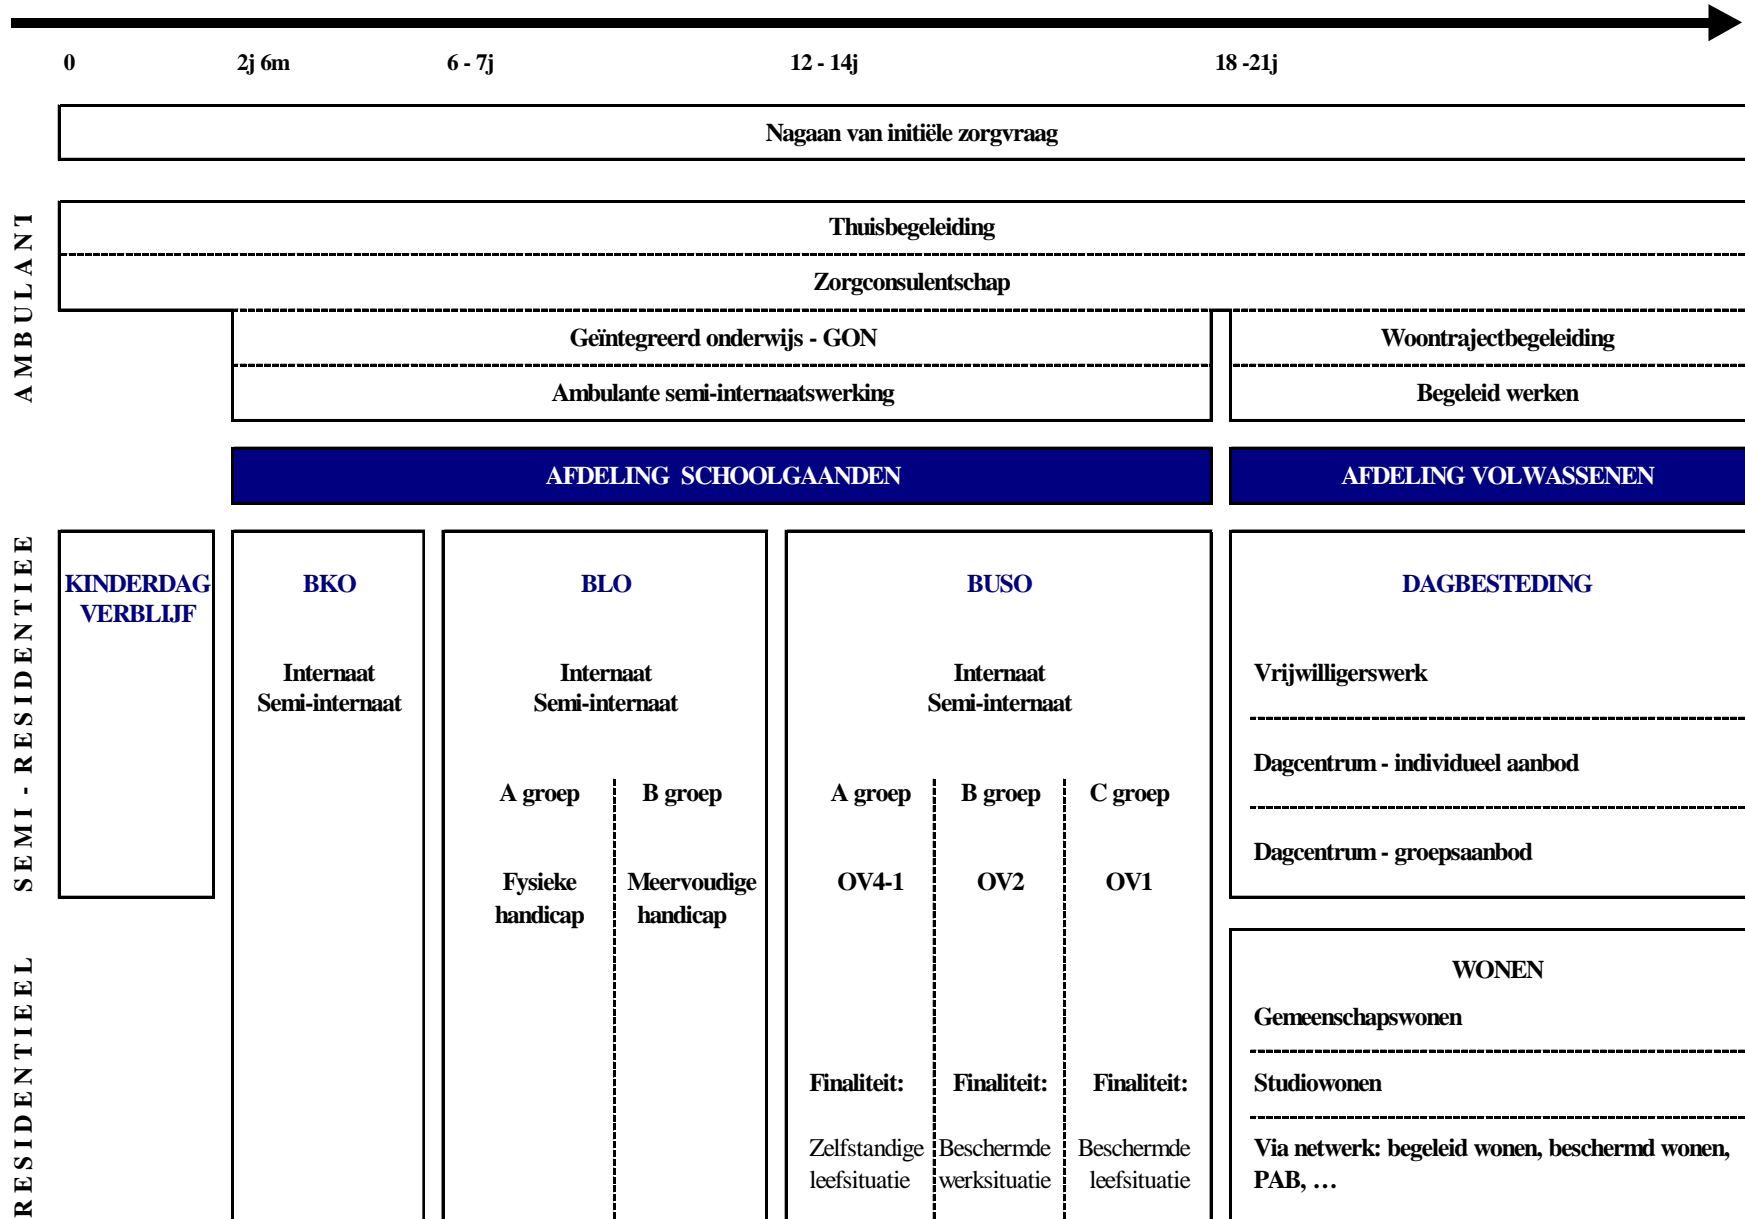 0 2j 6m 6 - 7j 12 - 14j 18 -21j
Nagaan van initiële zorgvraag
AMBULANT
Thuisbegeleiding
Zorgconsulentschap
Geïntegreerd onderwijs - GON
Woontrajectbegeleiding
Ambulante semi-internaatswerking
Begeleid werken
AFDELING SCHOOLGAANDEN
AFDELING VOLWASSENEN
SEMI - RESIDENTIEE
KINDERDAG
VERBLIJF
BKO
Internaat
Semi-internaat
BLO
Internaat
Semi-internaat
A groep
Fysieke
handicap
B groep
Meervoudige
handicap
BUSO
Internaat
Semi-internaat
A groep
OV4-1
Finaliteit:
Zelfstandige
leefsituatie
B groep
OV2
Finaliteit:
Beschermde
werksituatie
C groep
OV1
Finaliteit:
Beschermde
leefsituatie
DAGBESTEDING
Vrijwilligerswerk
Dagcentrum - individueel aanbod
Dagcentrum - groepsaanbod
RESIDENTIEEL
WONEN
Gemeenschapswonen
Studiowonen
Via netwerk: begeleid wonen, beschermd wonen,
PAB, …